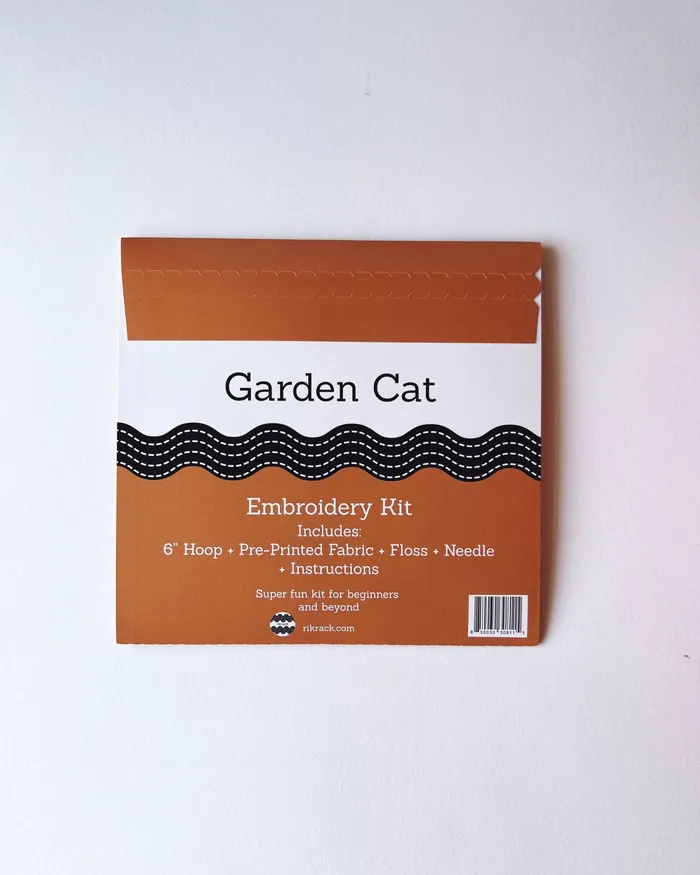 Garden Cat
Embroidery Kit
Includes:
6” Hoop + Pre-Printed Fabric + Floss + Needle
+ Instructions
Super fun kit for beginners
and beyond
rikrack.com